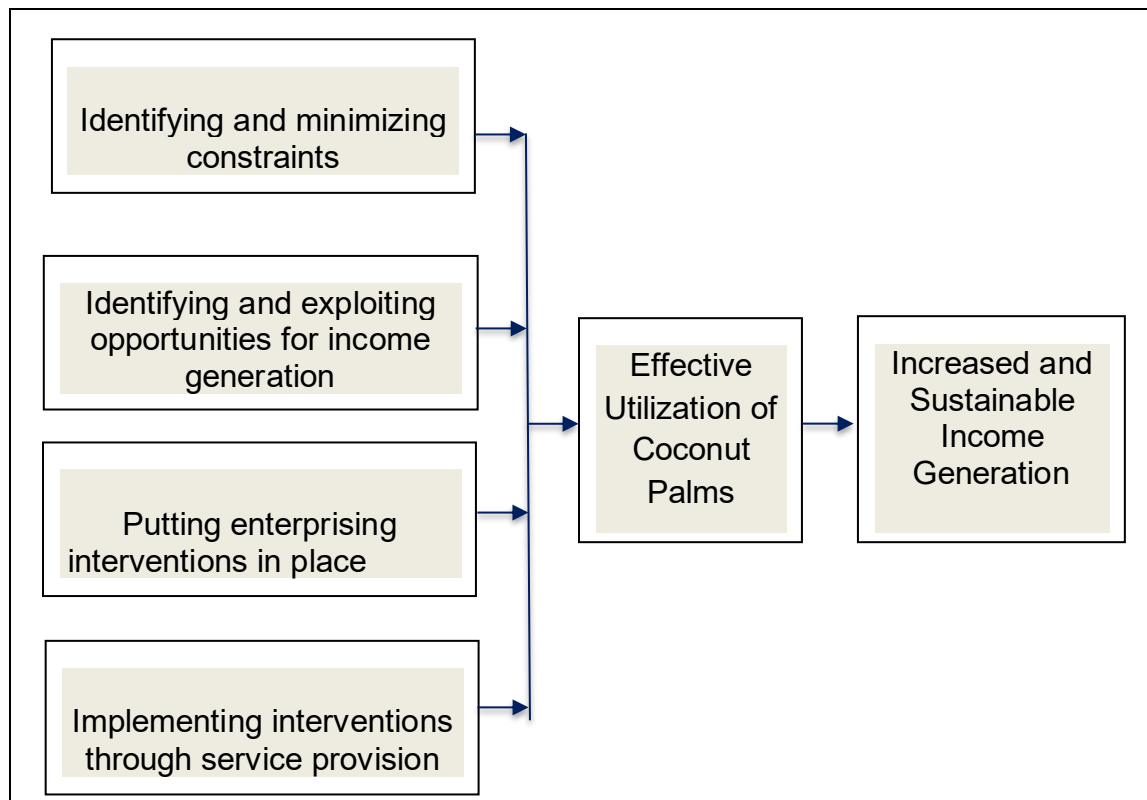 Identifying and minimizing
constraints
Identifying and exploiting
opportunities for income
generation
Putting enterprising
interventions in place
Implementing interventions
through service provision
Effective
Utilization of
Coconut
Palms
Increased and
Sustainable
Income
Generation